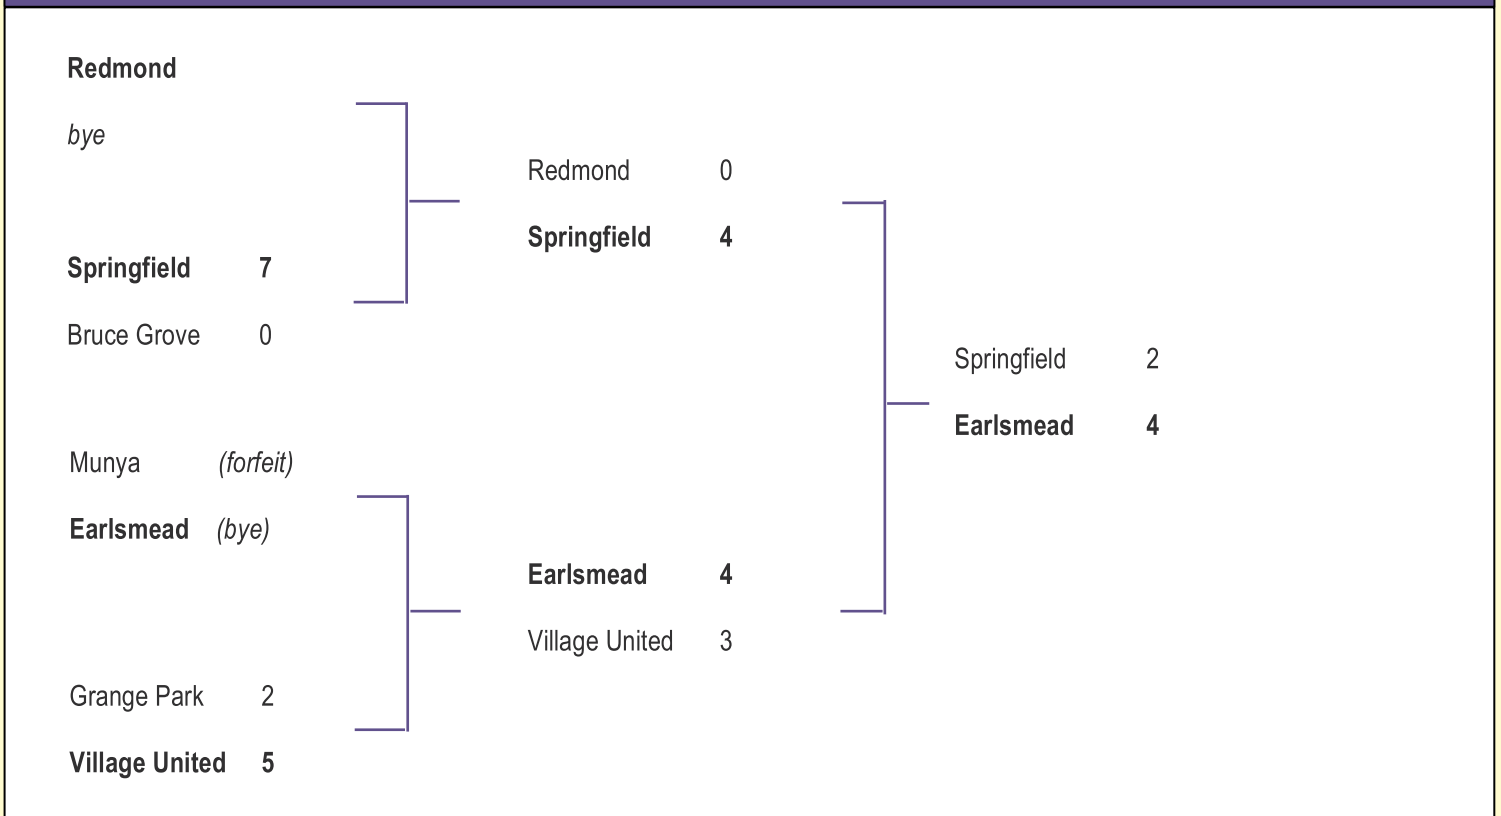 Redmond
bye
Springfield 7
Bruce Grove 0
Munya (forfeit)
Earlsmead (bye)
Grange Park 2
Village United 5
Redmond 0
Springfield 4
Earlsmead 4
Village United 3
Springfield 2
Earlsmead 4